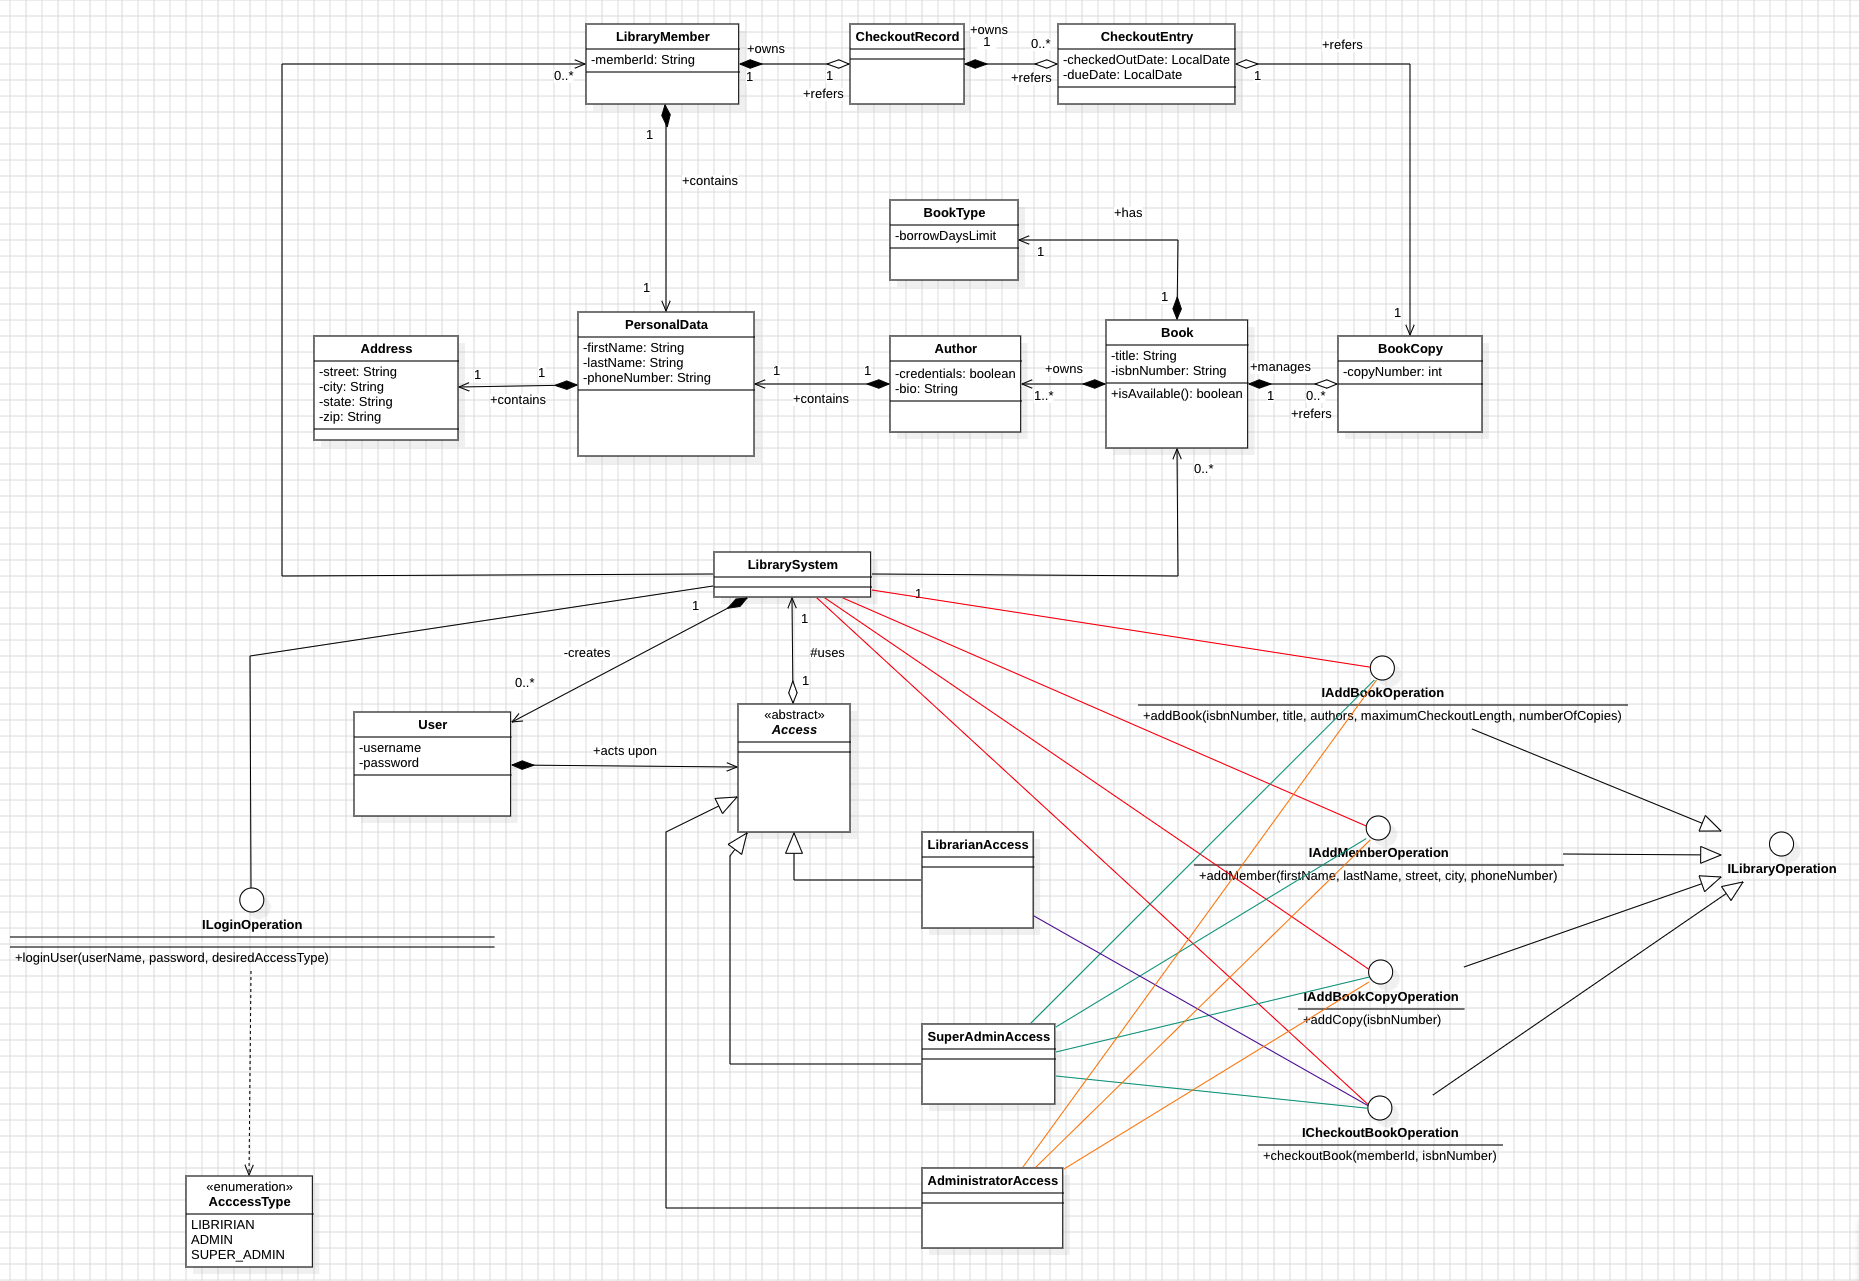 LibraryMember
-memberId: String
0..*
+owns
1
1
+refers
CheckoutRecord
+owns
1
0..*
+refers
CheckoutEntry
-checkedOutDate: LocalDate
-dueDate: LocalDate
+refers
1
1
1
+contains
1
BookType
-borrowDaysLimit
+has
1
1
Address
-street: String
-city: String
-state: String
-zip: String
1
1
+contains
PersonalData
-firstName: String
-lastName: String
-phoneNumber: String
1
1
+contains
Author
-credentials: boolean
-bio: String
+owns
1..*
Book
-title: String
-isbnNumber: String
+isAvailable(): boolean
+manages
1
0..*
+refers
BookCopy
-copyNumber: int
0..*
LibrarySystem
1
1
1
-creates
#uses
0..*
1
User
-username
-password
+acts upon
«abstract»
Access
IAddBookOperation
+addBook(isbnNumber, title, authors, maximumCheckoutLength, numberOfCopies)
LibrarianAccess
IAddMemberOperation
+addMember(firstName, lastName, street, city, phoneNumber)
ILibraryOperation
ILoginOperation
+loginUser(userName, password, desiredAccessType)
IAddBookCopyOperation
+addCopy(isbnNumber)
SuperAdminAccess
ICheckoutBookOperation
+checkoutBook(memberId, isbnNumber)
AdministratorAccess
«enumeration»
AcccessType
LIBRIRIAN
ADMIN
SUPER_ADMIN